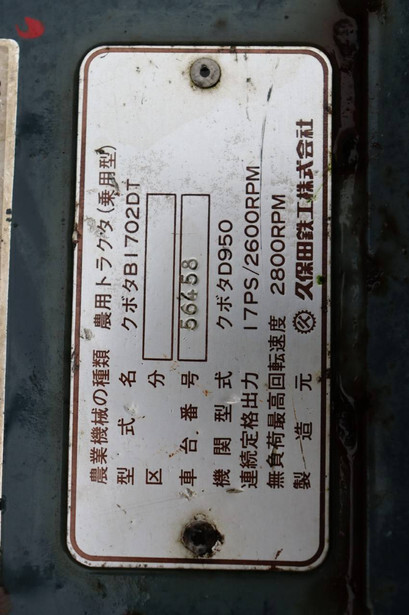 農業機械の種類 農用トラクタ(乗用型)
型式名 クボタB1702DT
区分
車台番号 56458
機関型式 クボタD950
連続定格出力 17PS/2600RPM
無負荷最高回転速度 2800RPM
製造元 久保田鉄工株式会社